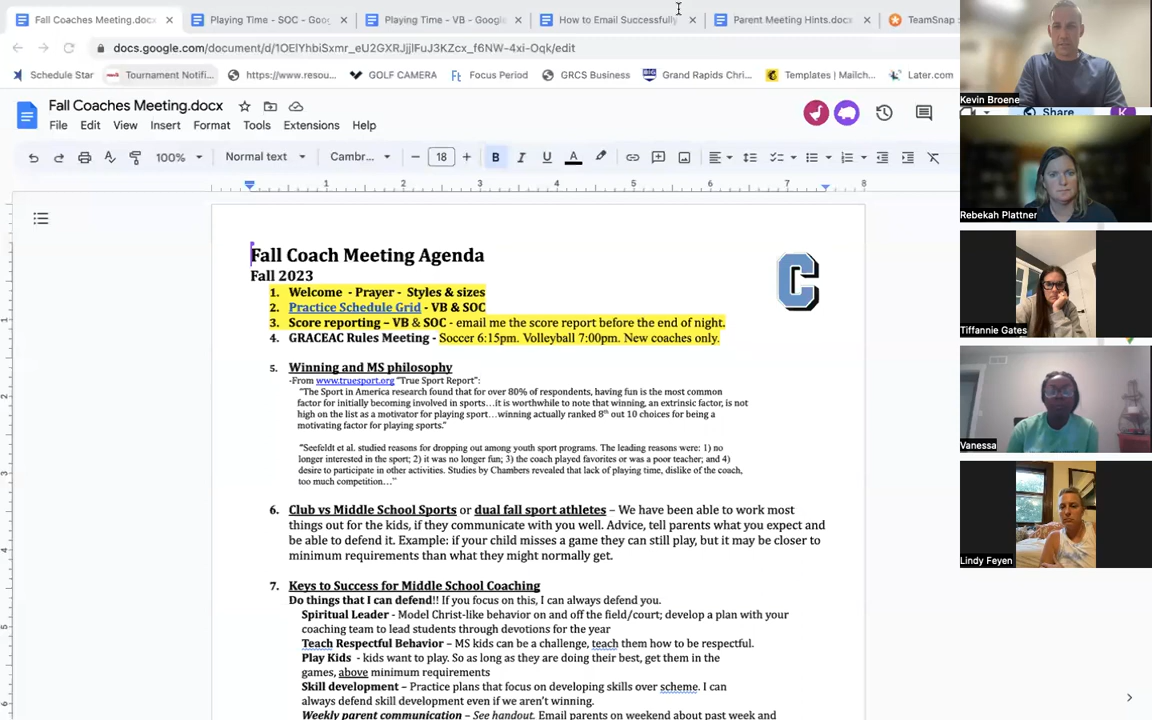 Fall Coaches Meeting.docx
Playing Time - SOC - Goo
Playing Time - VB - Google
How to Email Successfully
Parent Meeting Hints.docx
TeamSnap
docs.google.com/document/d/1OElYhbiSxmr_eU2GXRJjjlFuJ3KZcx_f6NW-4xi-Oqk/edit
Schedule Star
Tournament Notifi...
https://www.resou...
GOLF CAMERA
Ft Focus Period
GRCS Business
BIG Grand Rapids Chri...
Templates | Mailch...
Later.com
Fall Coaches Meeting.docx
File Edit View Insert Format Tools Extensions Help
Share
K
100% Normal text Cambr... 18 B I U A
1 2 3 4 5 6 7 8
Fall Coach Meeting Agenda
Fall 2023
C
1. Welcome - Prayer - Styles & sizes
2. Practice Schedule Grid - VB & SOC
3. Score reporting – VB & SOC - email me the score report before the end of night.
4. GRACEAC Rules Meeting - Soccer 6:15pm. Volleyball 7:00pm. New coaches only.
5. Winning and MS philosophy
-From www.truesport.org "True Sport Report":
"The Sport in America research found that for over 80% of respondents, having fun is the most common
factor for initially becoming involved in sports…it is worthwhile to note that winning, an extrinsic factor, is not
high on the list as a motivator for playing sport…winning actually ranked 8th out 10 choices for being a
motivating factor for playing sports."
"Seefeldt et al. studied reasons for dropping out among youth sport programs. The leading reasons were: 1) no
longer interested in the sport; 2) it was no longer fun; 3) the coach played favorites or was a poor teacher; and 4)
desire to participate in other activities. Studies by Chambers revealed that lack of playing time, dislike of the coach,
too much competition…"
6. Club vs Middle School Sports or dual fall sport athletes – We have been able to work most
things out for the kids, if they communicate with you well. Advice, tell parents what you expect and
be able to defend it. Example: if your child misses a game they can still play, but it may be closer to
minimum requirements than what they might normally get.
7. Keys to Success for Middle School Coaching
Do things that I can defend!! If you focus on this, I can always defend you.
Spiritual Leader - Model Christ-like behavior on and off the field/court; develop a plan with your
coaching team to lead students through devotions for the year
Teach Respectful Behavior – MS kids can be a challenge, teach them how to be respectful.
Play Kids - kids want to play. So as long as they are doing their best, get them in the
games, above minimum requirements
Skill development – Practice plans that focus on developing skills over scheme. I can
always defend skill development even if we aren't winning.
Weekly parent communication – See handout. Email parents on weekend about past week and
1
2
3
4
5
6
Kevin Broene
Rebekah Plattner
Tiffannie Gates
Vanessa
Lindy Feyen